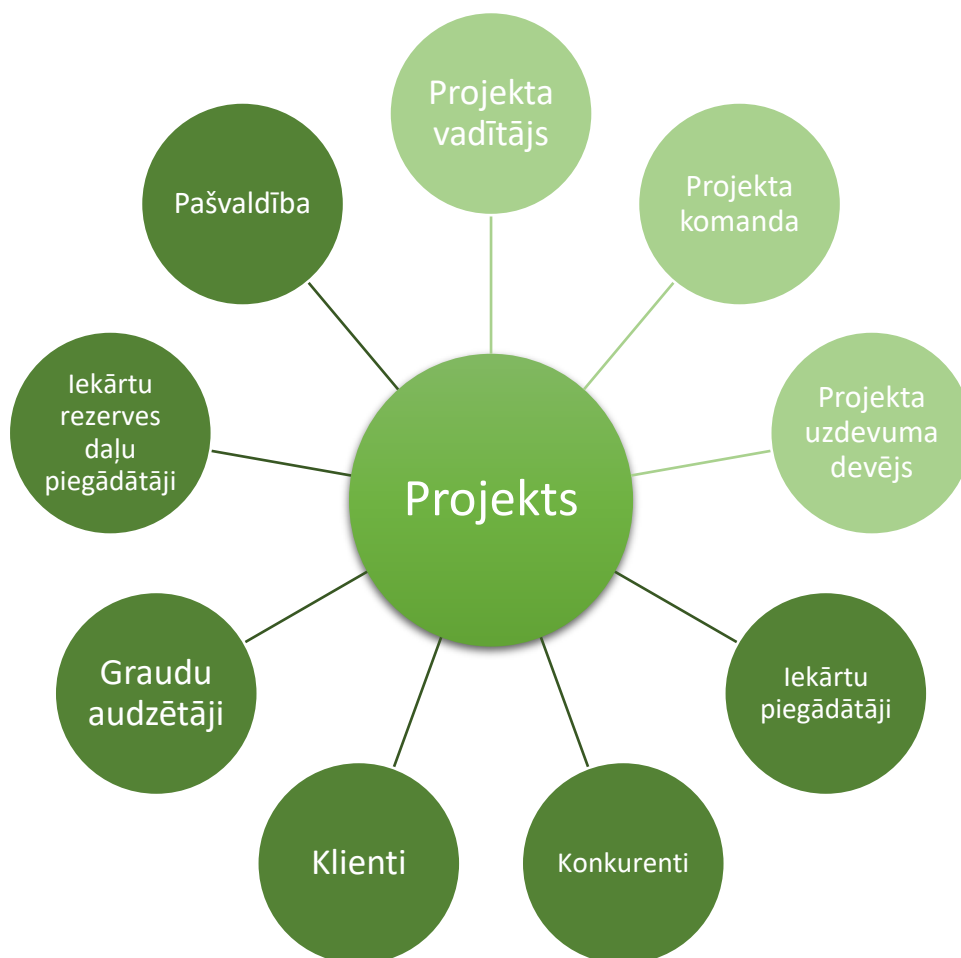 Projekta
vadītājs
Projekta
komanda
Projekta
uzdevuma
devējs
Iekārtu
piegādātāji
Konkurenti
Klienti
Graudu
audzētāji
Iekārtu
rezerves
daļu
piegādātāji
Pašvaldība
Projekts